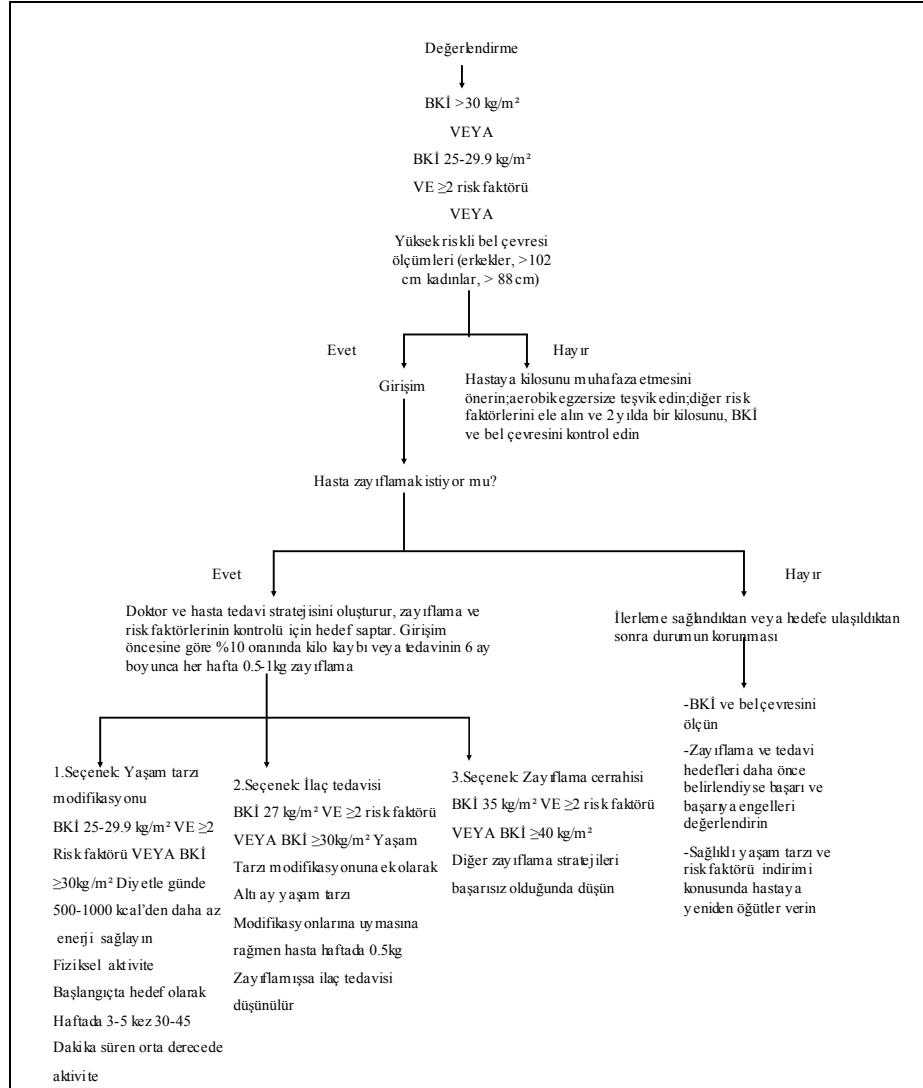 Değerlendirme
BKİ >30 kg/m²
VEYA
BKİ 25-29.9 kg/m²
VE ≥2 risk faktörü
VEYA
Yüksek riskli bel çevresi
ölçümleri (erkekler, >102
cm kadınlar, > 88 cm)
Evet
Hayır
Girişim
Hastaya kilosunu muhafaza etmesini
önerin;aerobik egzersize teşvik edin;diğer risk
faktörlerini ele alın ve 2 yılda bir kilosunu, BKİ
ve bel çevresini kontrol edin
Hasta zayıflamak istiyor mu?
Evet
Hayır
Doktor ve hasta tedavi stratejisini oluşturur, zayıflama ve
risk faktörlerinin kontrolü için hedef saptar. Girişim
öncesine göre %10 oranında kilo kaybı veya tedavinin 6 ay
boyunca her hafta 0.5-1kg zayıflama
İlerleme sağlandıktan veya hedefe ulaşıldıktan
sonra durumun korunması
1.Seçenek: Yaşam tarzı
modifikasyonu
BKİ 25-29.9 kg/m² VE ≥2
Risk faktörü VEYA BKİ
≥30kg/m² Diyetle günde
500-1000 kcal'den daha az
enerji sağlayın
Fiziksel aktivite
Başlangıçta hedef olarak
Haftada 3-5 kez 30-45
Dakika süren orta derecede
aktivite
2.Seçenek: İlaç tedavisi
BKİ 27 kg/m² VE ≥2 risk faktörü
VEYA BKİ ≥30kg/m² Yaşam
Tarzı modifikasyonuna ek olarak
Altı ay yaşam tarzı
Modifikasyonlarına uymasına
rağmen hasta haftada 0.5kg
Zayıflamışsa ilaç tedavisi
düşünülür
3.Seçenek: Zayıflama cerrahisi
BKİ 35 kg/m² VE ≥2 risk faktörü
VEYA BKİ ≥40 kg/m²
Diğer zayıflama stratejileri
başarısız olduğunda düşün
-BKİ ve bel çevresini
ölçün
-Zayıflama ve tedavi
hedefleri daha önce
belirlendiyse başarı ve
başarıya engelleri
değerlendirin
-Sağlıklı yaşam tarzı ve
risk faktörü indirimi
konusunda hastaya
yeniden öğütler verin